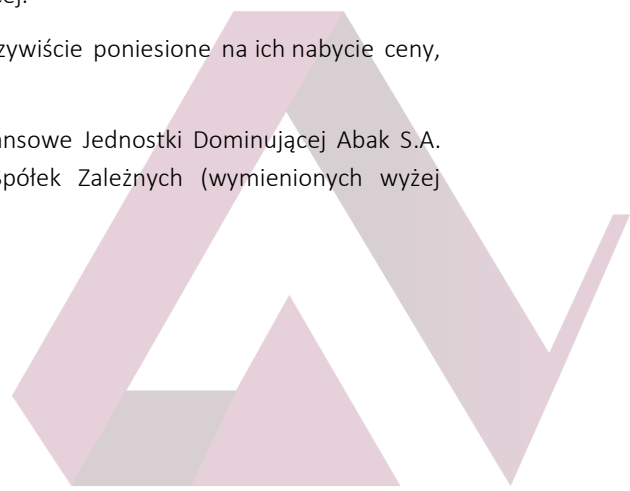 zywiście poniesione na ich nabycie ceny,
ansowe Jednostki Dominującej Abak S.A.
Spółek Zależnych (wymienionych wyżej